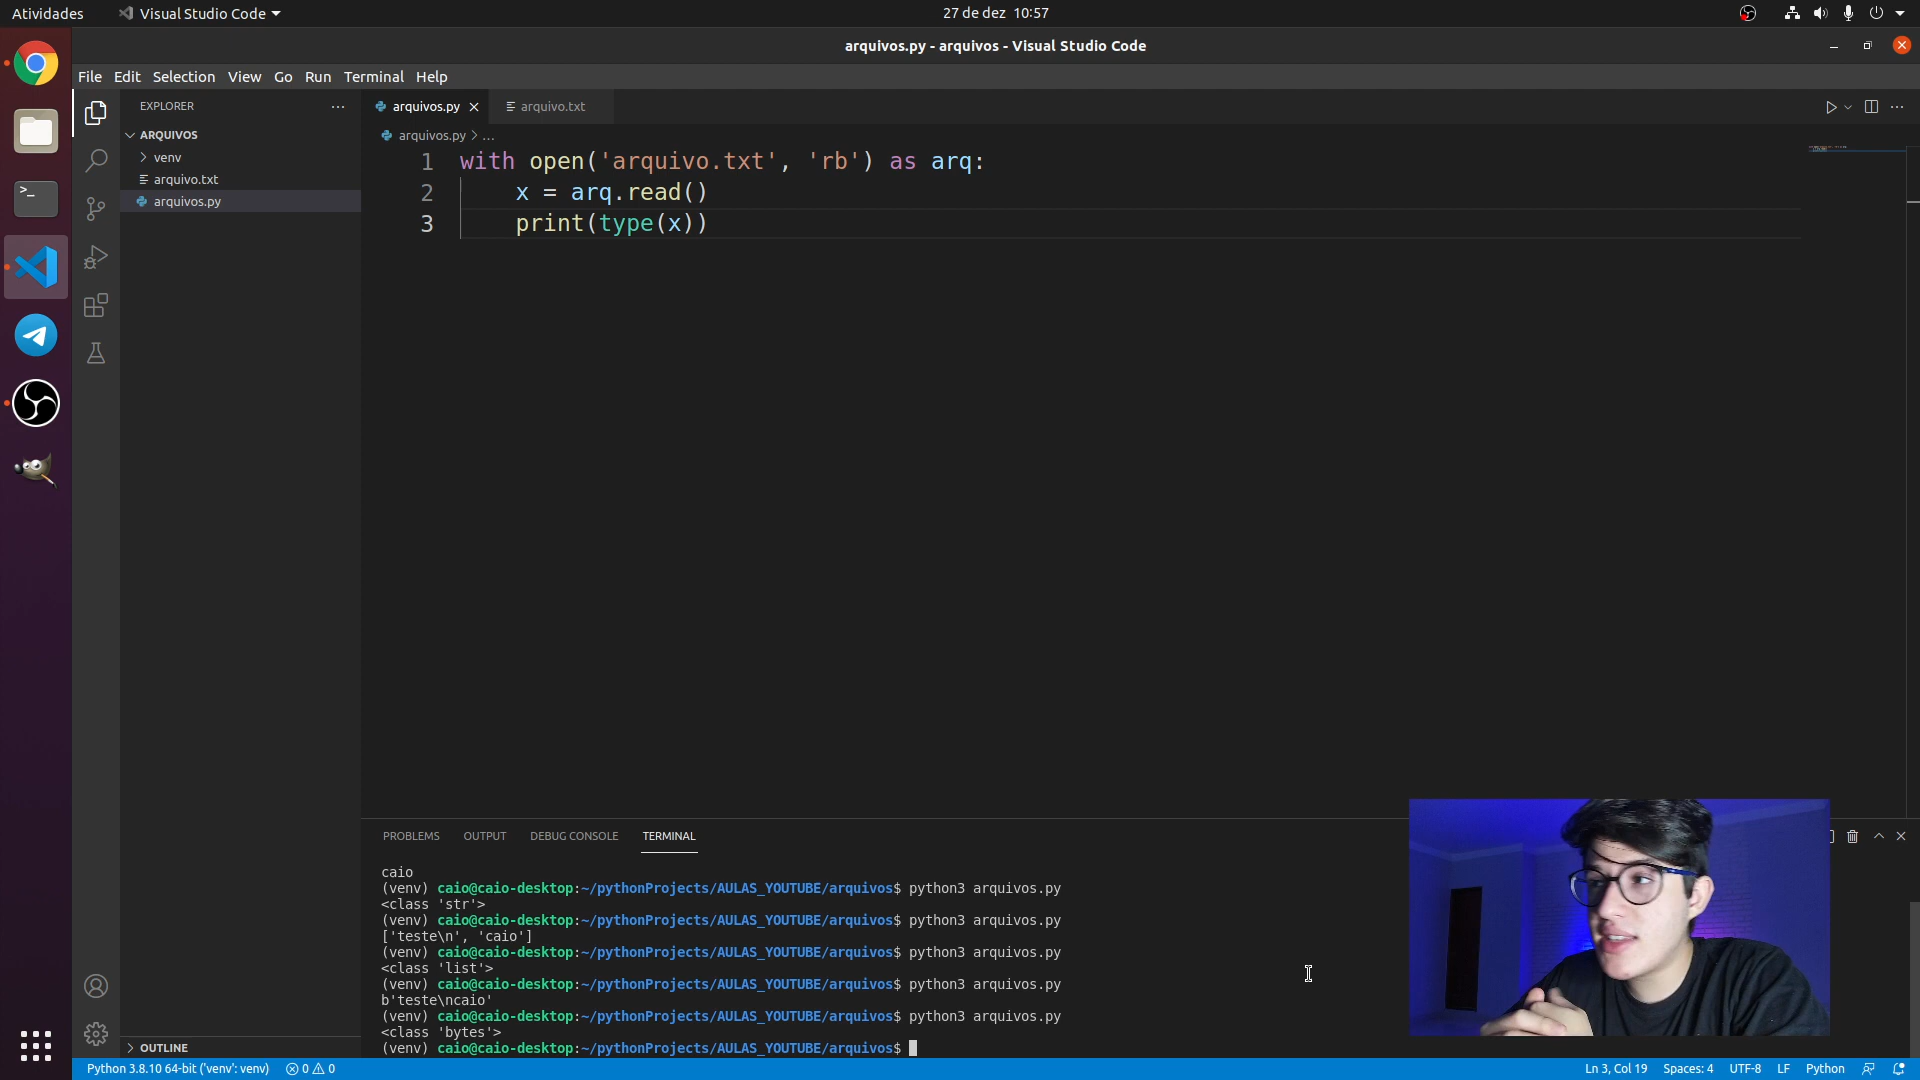 Atividades
Visual Studio Code
27 de dez 10:57
arquivos.py - arquivos - Visual Studio Code
File Edit Selection View Go Run Terminal Help
EXPLORER
arquivos.py
arquivo.txt
ARQUIVOS
arquivos.py > ...
venv
arquivo.txt
arquivos.py
1 with open('arquivo.txt', 'rb') as arq:
2 x = arq.read()
3 print(type(x))
PROBLEMS OUTPUT DEBUG CONSOLE TERMINAL
caio
(venv) caio@caio-desktop:~/pythonProjects/AULAS_YOUTUBE/arquivos$ python3 arquivos.py
<class 'str'>
(venv) caio@caio-desktop:~/pythonProjects/AULAS_YOUTUBE/arquivos$ python3 arquivos.py
['teste\n', 'caio']
(venv) caio@caio-desktop:~/pythonProjects/AULAS_YOUTUBE/arquivos$ python3 arquivos.py
<class 'list'>
(venv) caio@caio-desktop:~/pythonProjects/AULAS_YOUTUBE/arquivos$ python3 arquivos.py
b'teste\ncaio'
(venv) caio@caio-desktop:~/pythonProjects/AULAS_YOUTUBE/arquivos$ python3 arquivos.py
<class 'bytes'>
(venv) caio@caio-desktop:~/pythonProjects/AULAS_YOUTUBE/arquivos$
OUTLINE
Python 3.8.10 64-bit ('venv': venv) 0 0
Ln 3, Col 19 Spaces: 4 UTF-8 LF Python